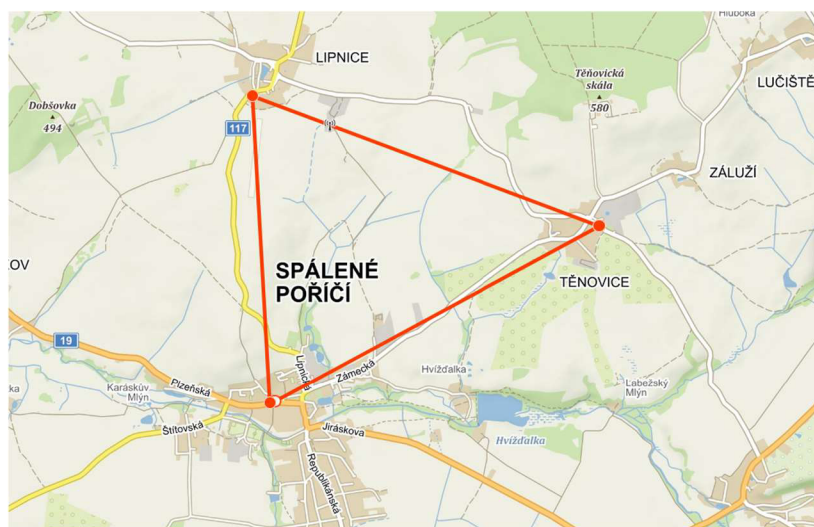 Hluboká
LIPNICE
Těňovická
skála
580
LUČIŠTĚ
Dobšovka
494
117
ZÁLUŽÍ
KOV
SPÁLENÉ
POŘÍČÍ
TĚNOVICE
19
Lipnická
Zámecká
Hvížďalka
Plzeňská
Karáskův
Mlýn
Labežský
Mlýn
Štítovská
Jiráskova
Hvížďalka
Republikánská